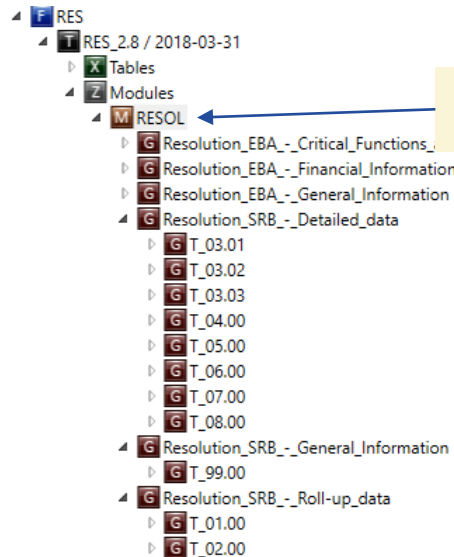 F RES
T RES_2.8 / 2018-03-31
X Tables
Z Modules
M RESOL
G Resolution_EBA_-_Critical_Functions_
G Resolution_EBA_-_Financial_Information
G Resolution_EBA_-_General_Information
G Resolution_SRB_-_Detailed_data
G T_03.01
G T_03.02
G T_03.03
G T_04.00
G T_05.00
G T_06.00
G T_07.00
G T_08.00
G Resolution_SRB_-_General_Information
G T_99.00
G Resolution_SRB_-_Roll-up_data
G T_01.00
G T_02.00